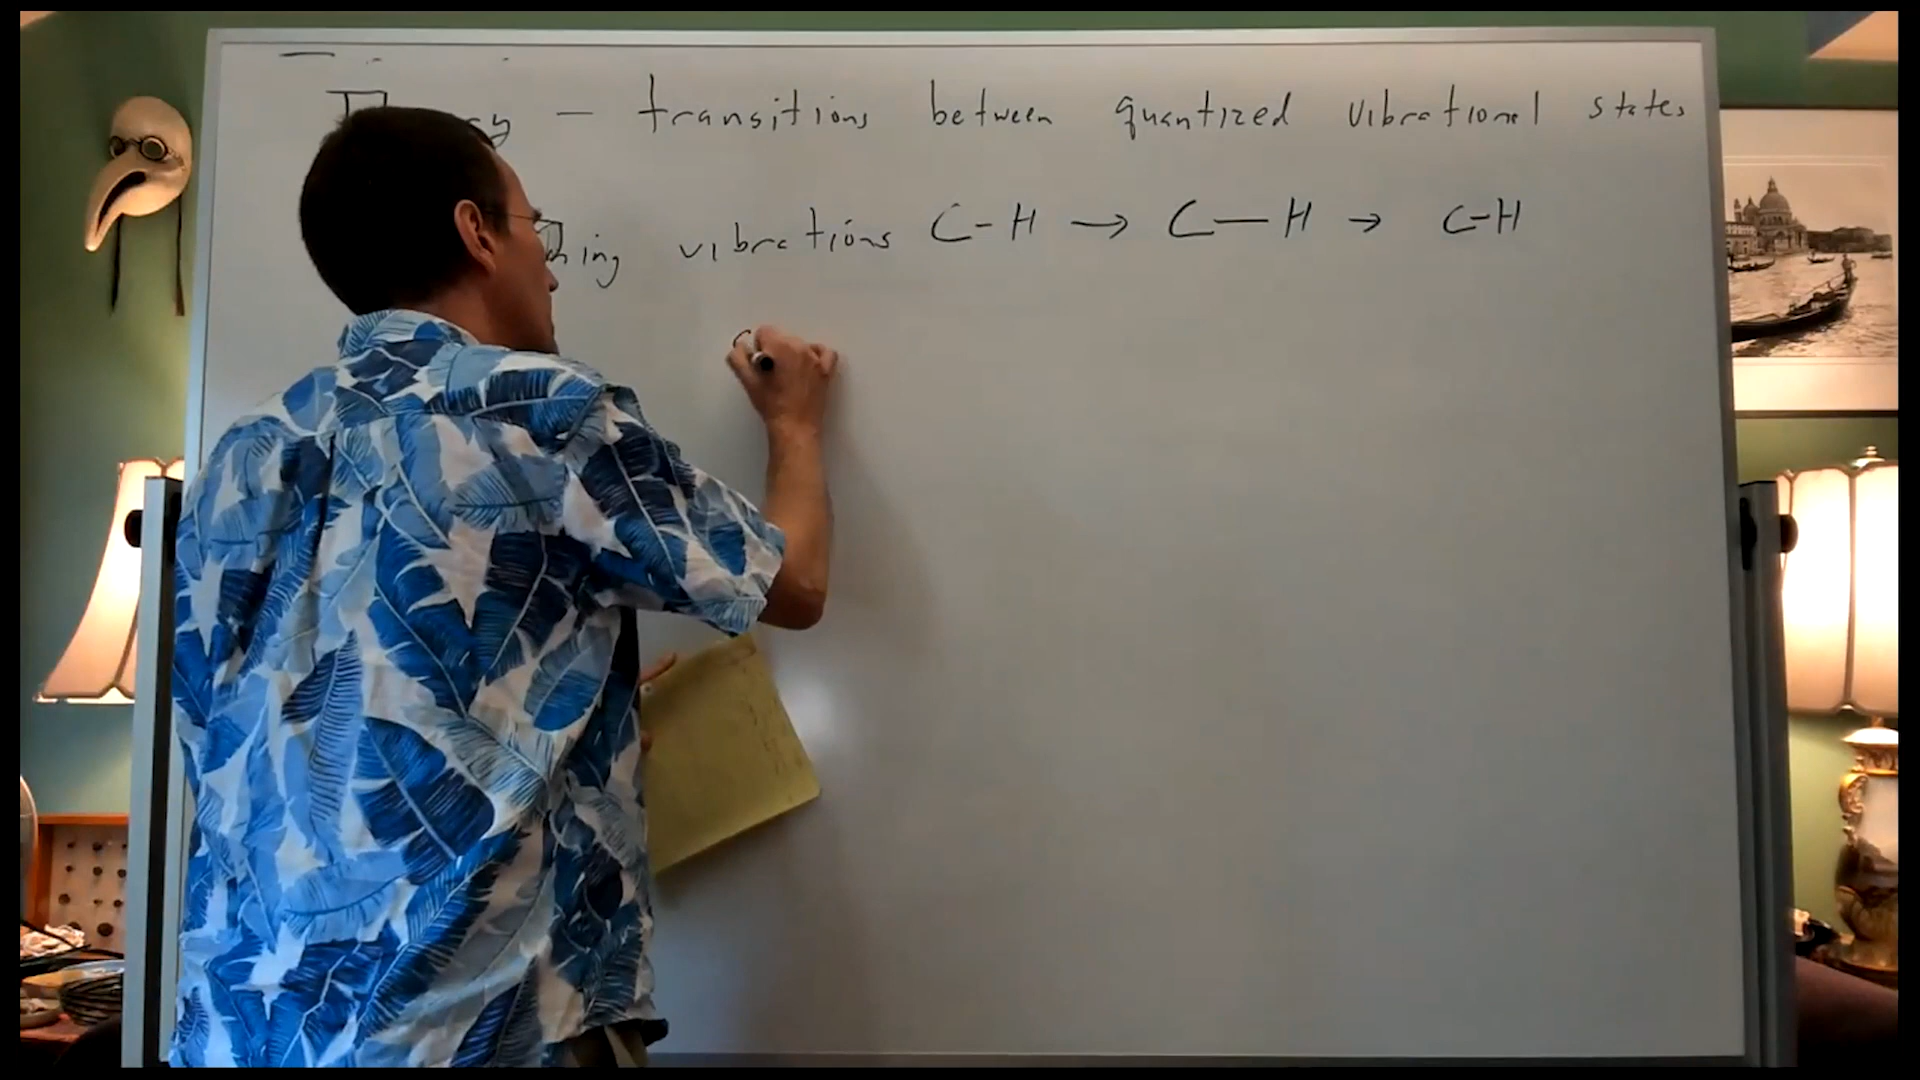 — transitions between quantized vibrational states
vibrations C-H → C—H → C-H